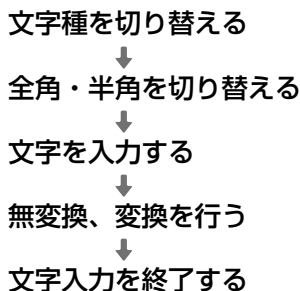 文字種を切り替える
全角・半角を切り替える
文字を入力する
無変換、変換を行う
文字入力を終了する